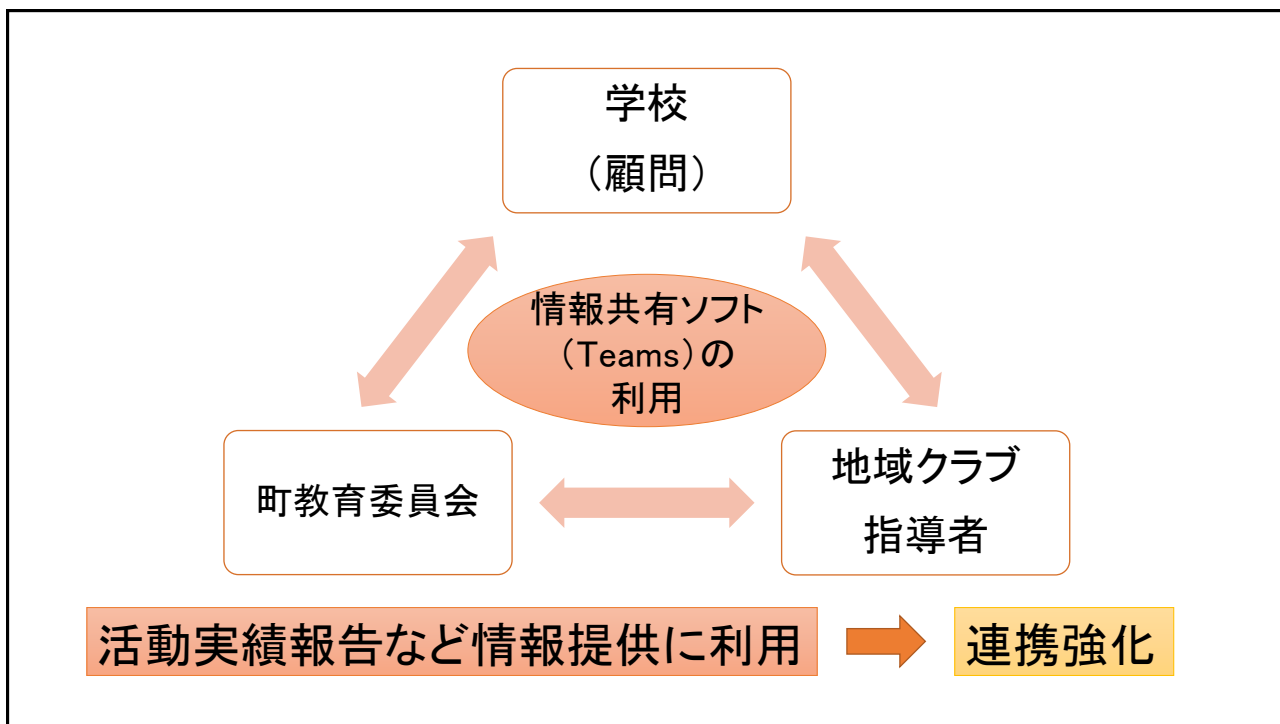 学校
（顧問）
情報共有ソフト
（Teams）の
利用
町教育委員会
地域クラブ
指導者
活動実績報告など情報提供に利用
連携強化